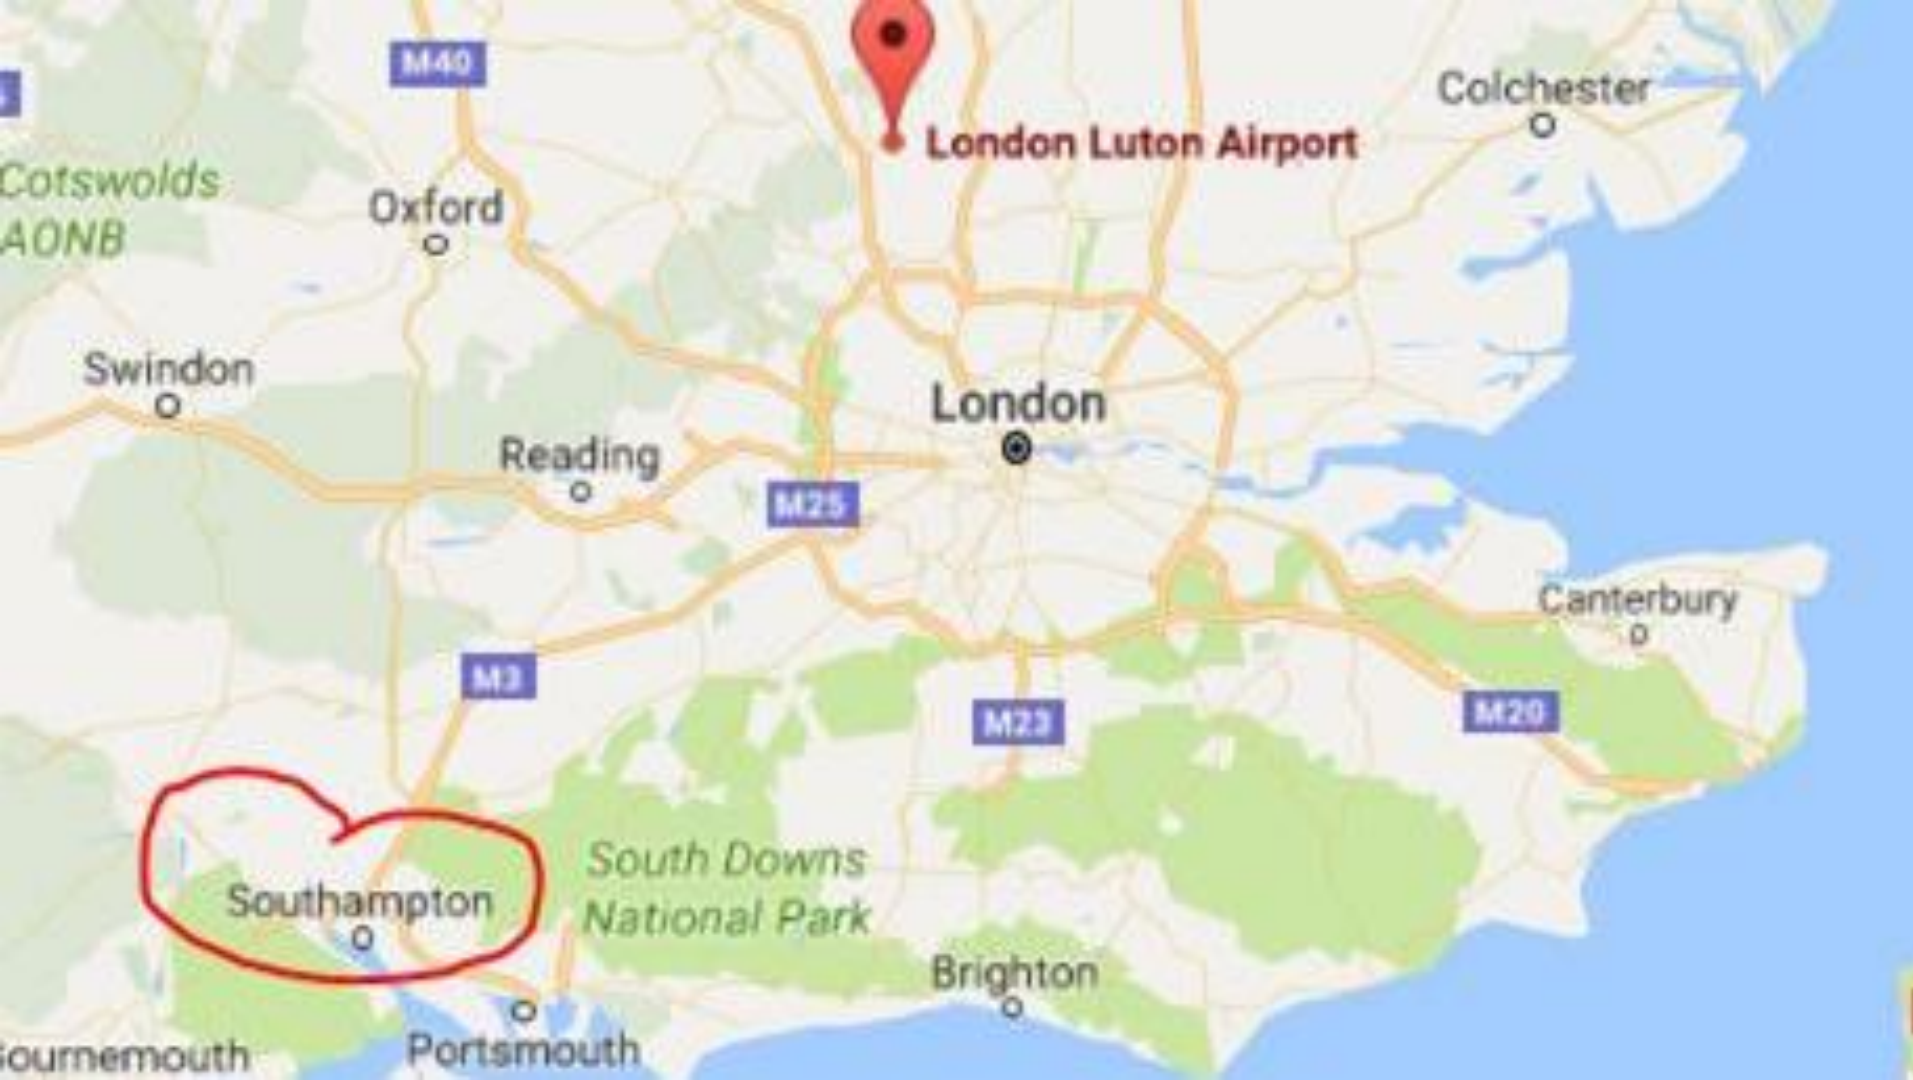 M40
Colchester
London Luton Airport
Cotswolds
AONB
Oxford
Swindon
London
Reading
M25
Canterbury
M3
M23
M20
South Downs
National Park
Southampton
Brighton
Portsmouth
ournemouth